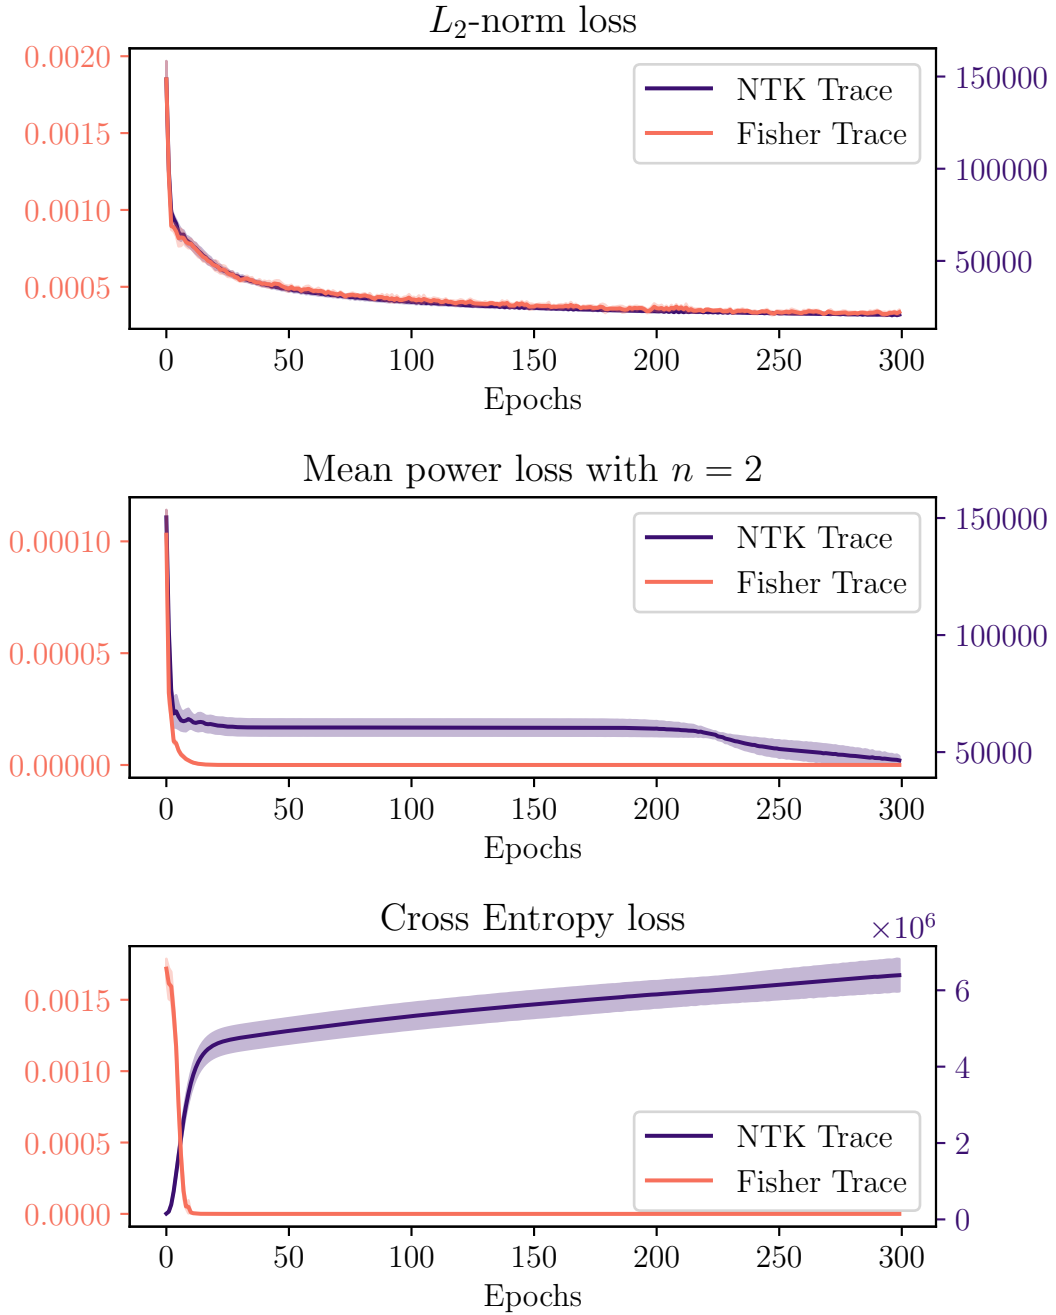 L₂-norm loss
0.0020
0.0015
0.0010
0.0005
150000
100000
50000
NTK Trace
Fisher Trace
0 50 100 150 200 250 300
Epochs
Mean power loss with n = 2
0.00010
0.00005
0.00000
150000
100000
50000
NTK Trace
Fisher Trace
0 50 100 150 200 250 300
Epochs
Cross Entropy loss
×10⁶
0.0015
0.0010
0.0005
0.0000
6
4
2
0
NTK Trace
Fisher Trace
0 50 100 150 200 250 300
Epochs